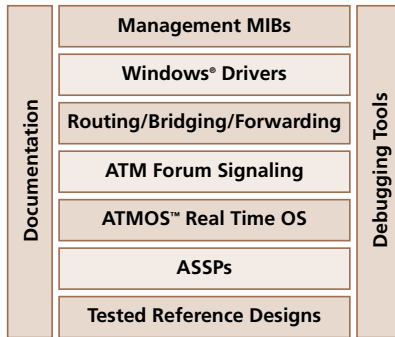 Documentation
Management MIBs
Windows® Drivers
Routing/Bridging/Forwarding
ATM Forum Signaling
ATMOS™ Real Time OS
ASSPs
Tested Reference Designs
Debugging Tools